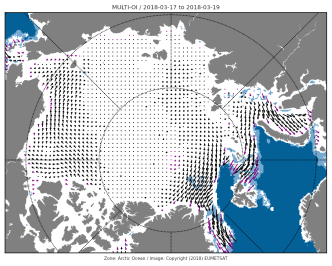 MULTI-OI / 2018-03-17 to 2018-03-19
Zone: Arctic Ocean / Image: Copyright (2018) EUMETSAT